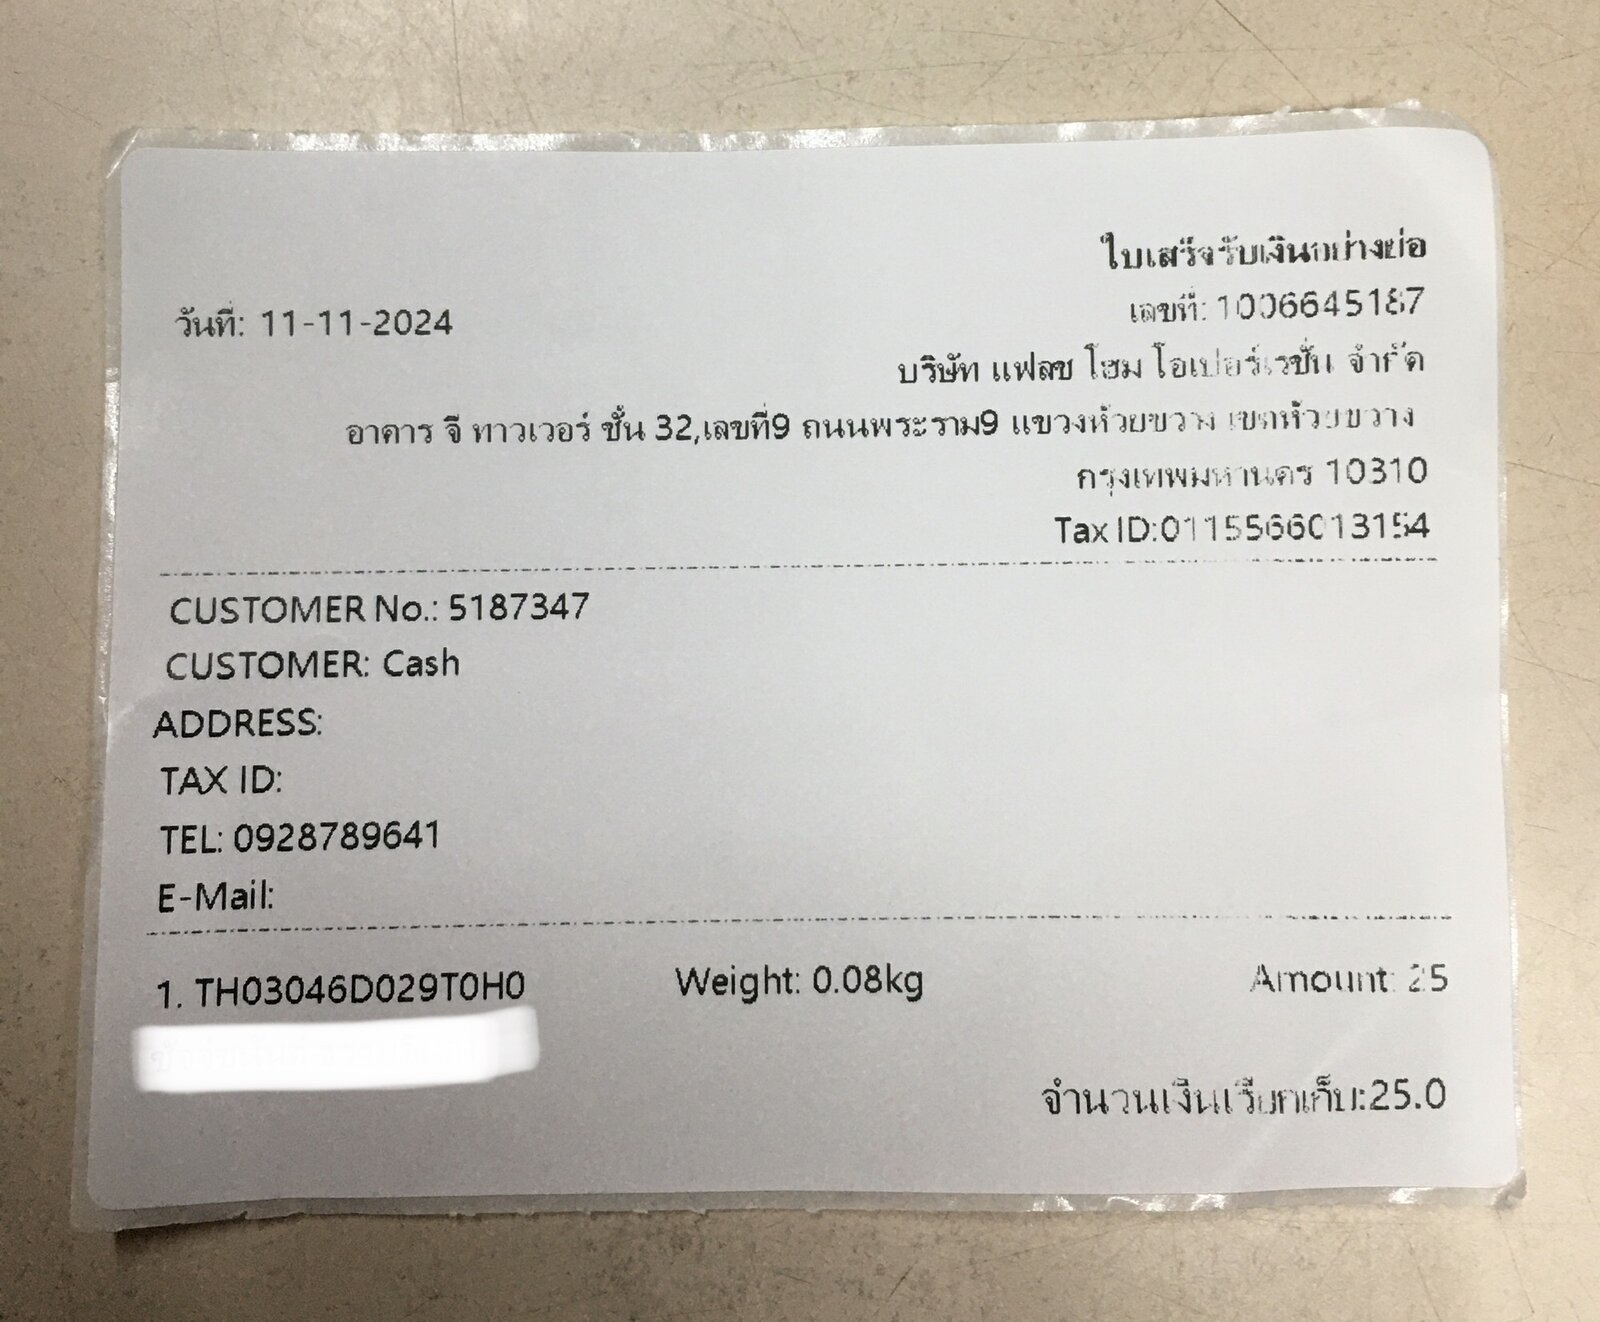 ใบเสร็จรับเงินอย่างย่อ
เลขที่: 1006645187
วันที่: 11-11-2024
บริษัท แฟลช โฮม โอเปอร์เรชั่น จำกัด
อาคาร จี ทาวเวอร์ ชั้น 32,เลขที่9 ถนนพระราม9 แขวงห้วยขวาง เขตห้วยขวาง
กรุงเทพมหานคร 10310
Tax ID:0115566013154
CUSTOMER No.: 5187347
CUSTOMER: Cash
ADDRESS:
TAX ID:
TEL: 0928789641
E-Mail:
1. TH03046D029T0H0 Weight: 0.08kg Amount: 25
จำนวนเงินเรียกเก็บ:25.0